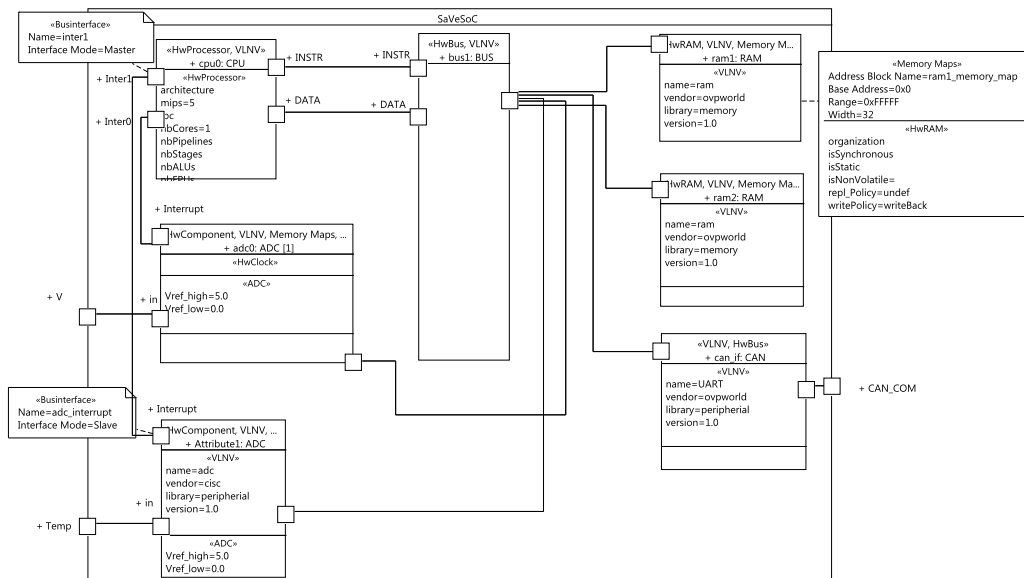 SaVeSoC
«Businterface»
Name=inter1
Interface Mode=Master
«HwProcessor, VLNV»
+ cpu0: CPU
«HwProcessor»
architecture
mips=5
nbCores=1
nbPipelines
nbStages
nbALUs
nbFPUs
+ Inter1
+ Inter0
+ INSTR
+ INSTR
+ DATA
+ DATA
«HwBus, VLNV»
+ bus1: BUS
HwRAM, VLNV, Memory M...
+ ram1: RAM
«VLNV»
name=ram
vendor=ovpworld
library=memory
version=1.0
«Memory Maps»
Address Block Name=ram1_memory_map
Base Address=0x0
Range=0xFFFFF
Width=32
«HwRAM»
organization
isSynchronous
isStatic
isNonVolatile=
repl_Policy=undef
writePolicy=writeBack
HwRAM, VLNV, Memory Ma...
+ ram2: RAM
«VLNV»
name=ram
vendor=ovpworld
library=memory
version=1.0
+ Interrupt
HwComponent, VLNV, Memory Maps, ...
+ adc0: ADC [1]
«HwClock»
«ADC»
Vref_high=5.0
Vref_low=0.0
+ V
+ in
«VLNV, HwBus»
+ can_if: CAN
«VLNV»
name=UART
vendor=ovpworld
library=peripherial
version=1.0
+ CAN_COM
«Businterface»
Name=adc_interrupt
Interface Mode=Slave
+ Interrupt
HwComponent, VLNV, ...
+ Attribute1: ADC
«VLNV»
name=adc
vendor=cisc
library=peripherial
version=1.0
+ in
+ Temp
«ADC»
Vref_high=5.0
Vref_low=0.0